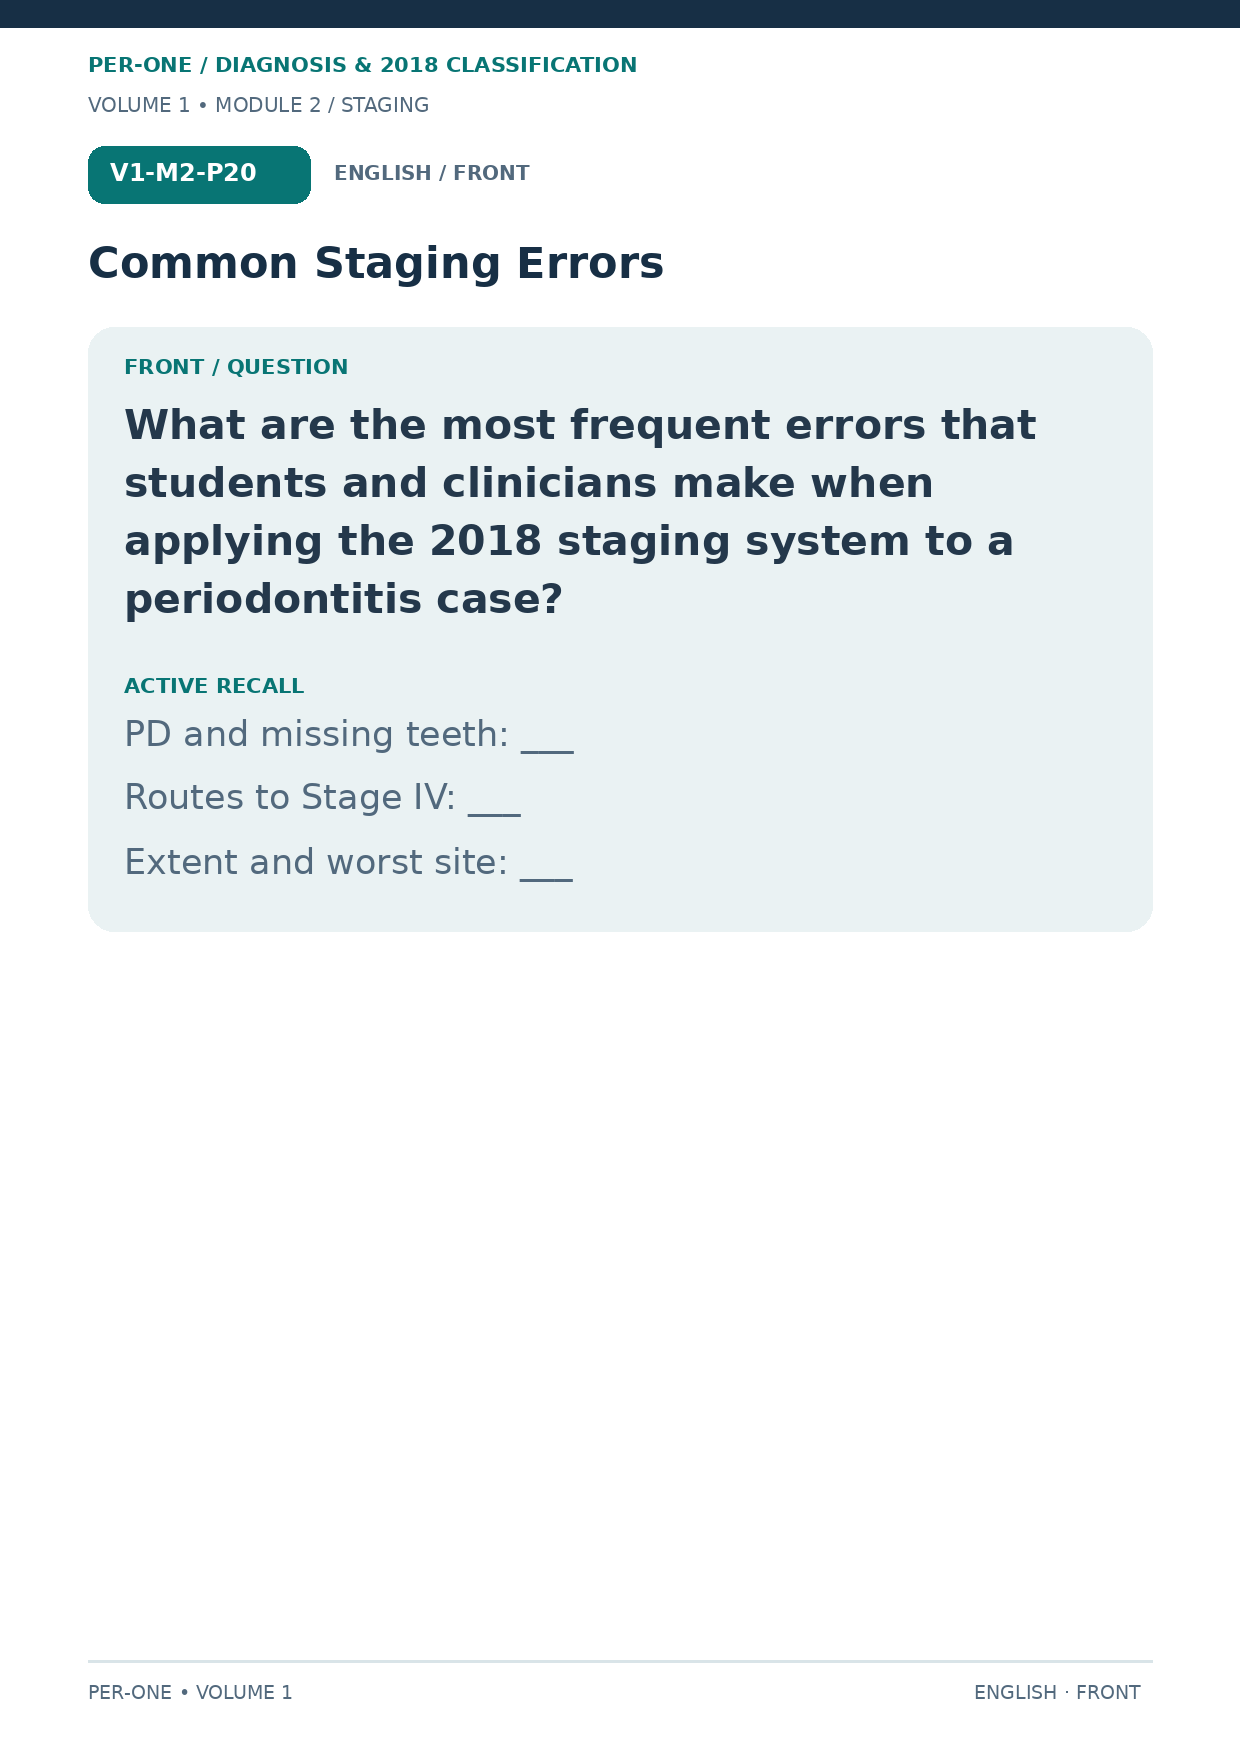 PER-ONE / DIAGNOSIS & 2018 CLASSIFICATION
VOLUME 1 • MODULE 2 / STAGING
V1-M2-P20
ENGLISH / FRONT
Common Staging Errors
FRONT / QUESTION
What are the most frequent errors that
students and clinicians make when
applying the 2018 staging system to a
periodontitis case?
ACTIVE RECALL
PD and missing teeth: ___
Routes to Stage IV: ___
Extent and worst site: ___
PER-ONE • VOLUME 1
ENGLISH · FRONT